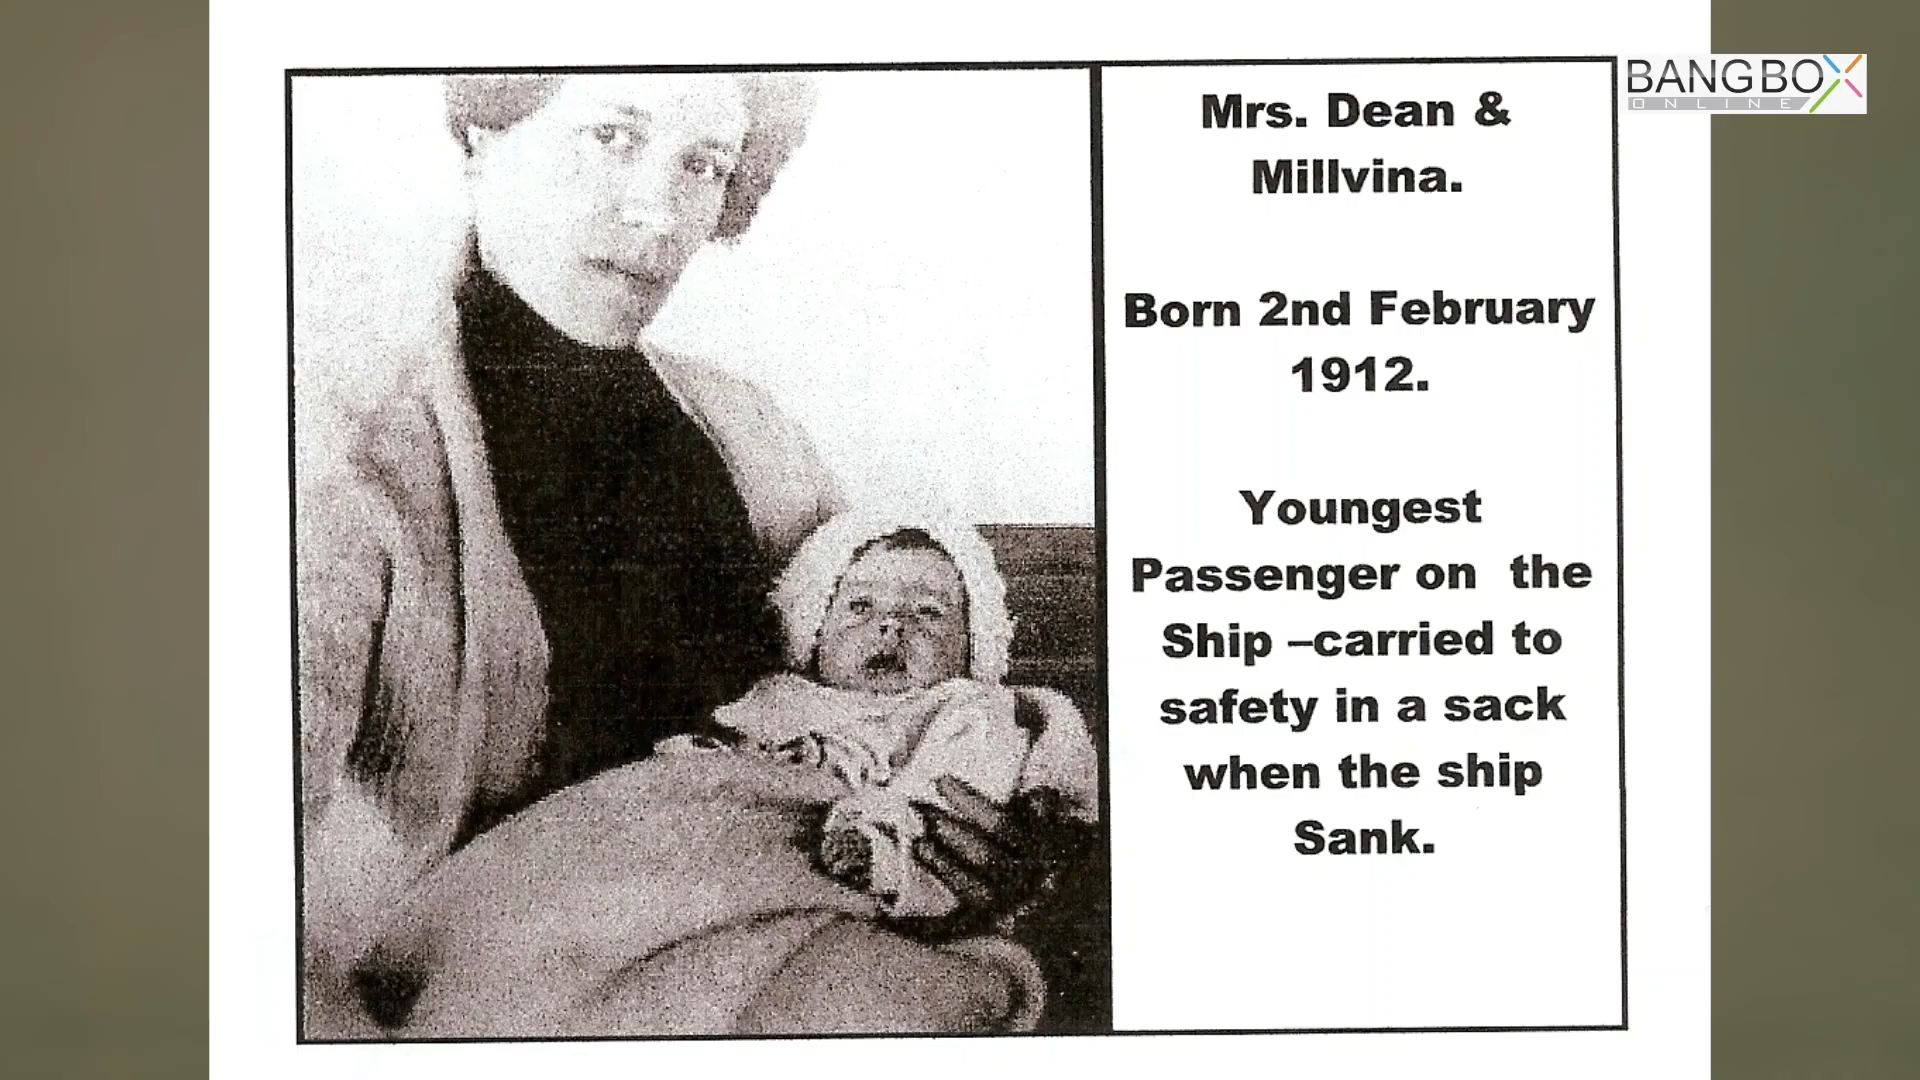 Mrs. Dean &
Millvina.
Born 2nd February
1912.
Youngest
Passenger on the
Ship –carried to
safety in a sack
when the ship
Sank.
BANGBOX
ONLINE